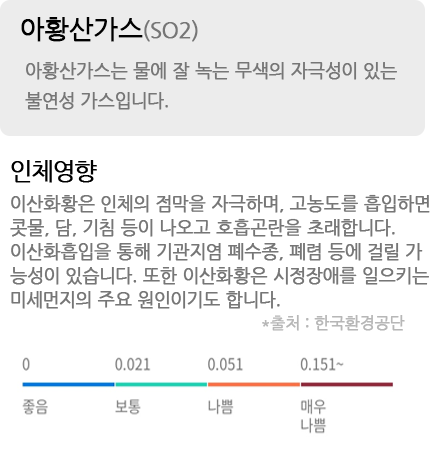 아황산가스(SO2)
아황산가스는 물에 잘 녹는 무색의 자극성이 있는
불연성 가스입니다.
인체영향
이산화황은 인체의 점막을 자극하며, 고농도를 흡입하면
콧물, 담, 기침 등이 나오고 호흡곤란을 초래합니다.
이산화흡입을 통해 기관지염 폐수종, 폐렴 등에 걸릴 가
능성이 있습니다. 또한 이산화황은 시정장애를 일으키는
미세먼지의 주요 원인이기도 합니다.
*출처 : 한국환경공단
0 0.021 0.051 0.151~
좋음 보통 나쁨 매우
나쁨